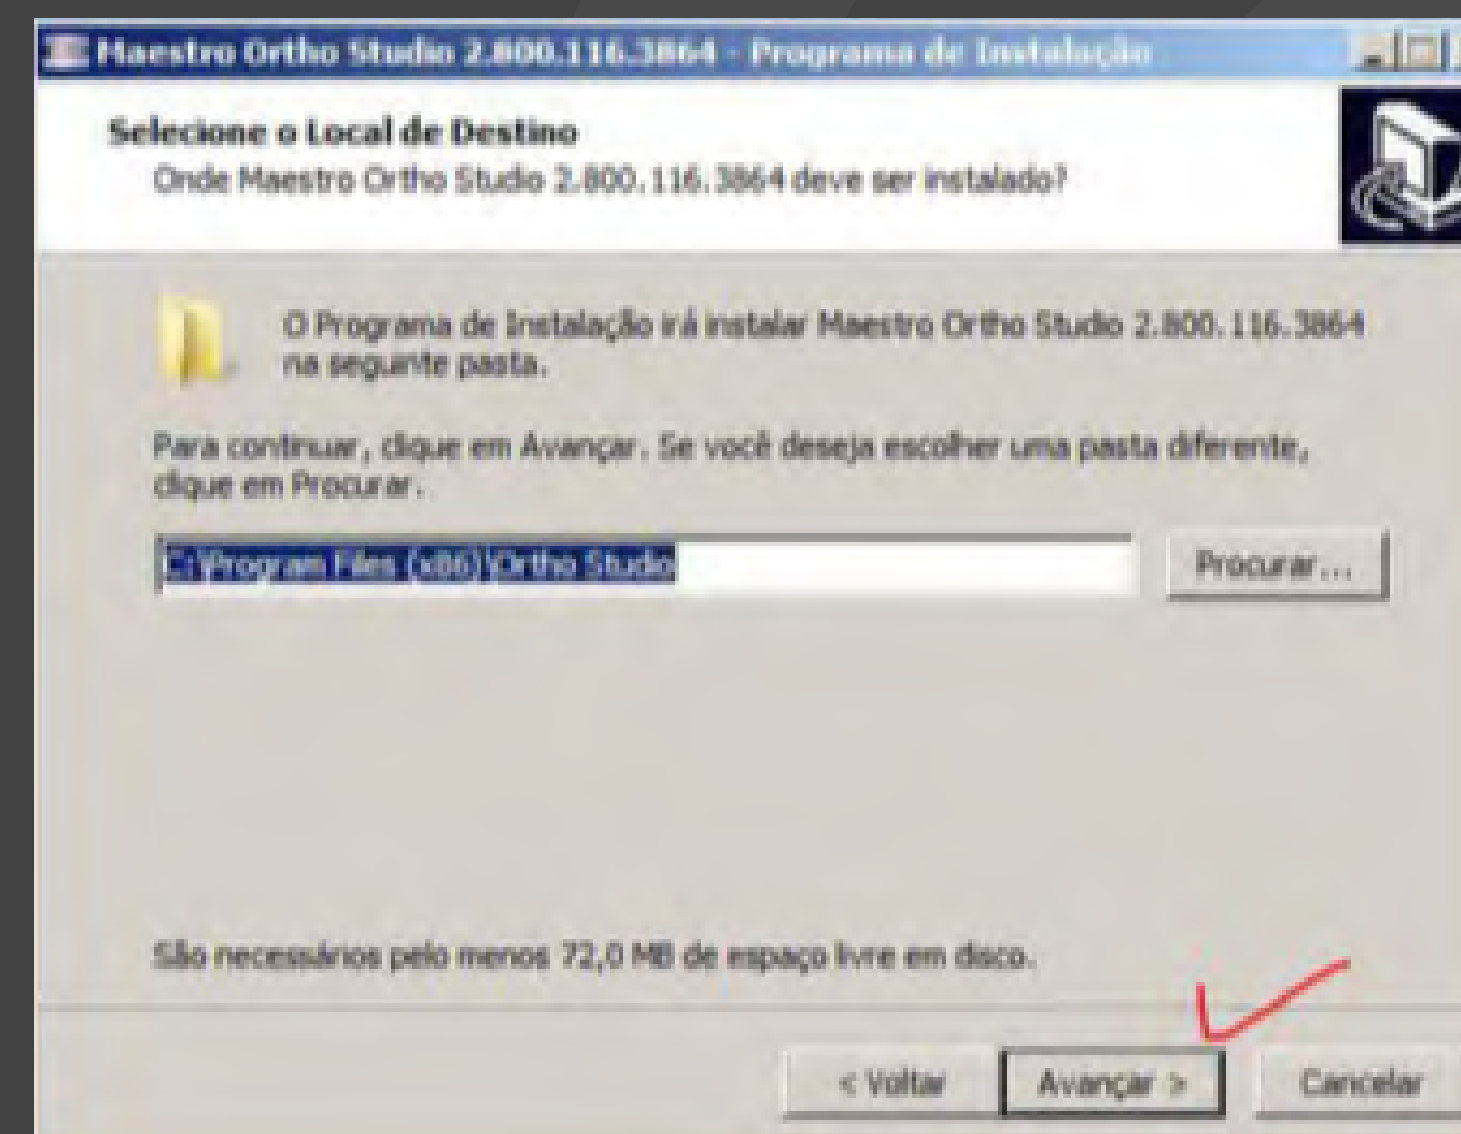 Maestro Ortho Studio 2.800.116.3864 - Programa de Instalação
Selecione o Local de Destino
Onde Maestro Ortho Studio 2.800.116.3864 deve ser instalado?
O Programa de Instalação irá instalar Maestro Ortho Studio 2.800.116.3864
na seguinte pasta.
Para continuar, clique em Avançar. Se você deseja escolher uma pasta diferente,
clique em Procurar.
C:\Program Files (x86)\Ortho Studio
Procurar...
São necessários pelo menos 72,0 MB de espaço livre em disco.
< Voltar
Avançar >
Cancelar